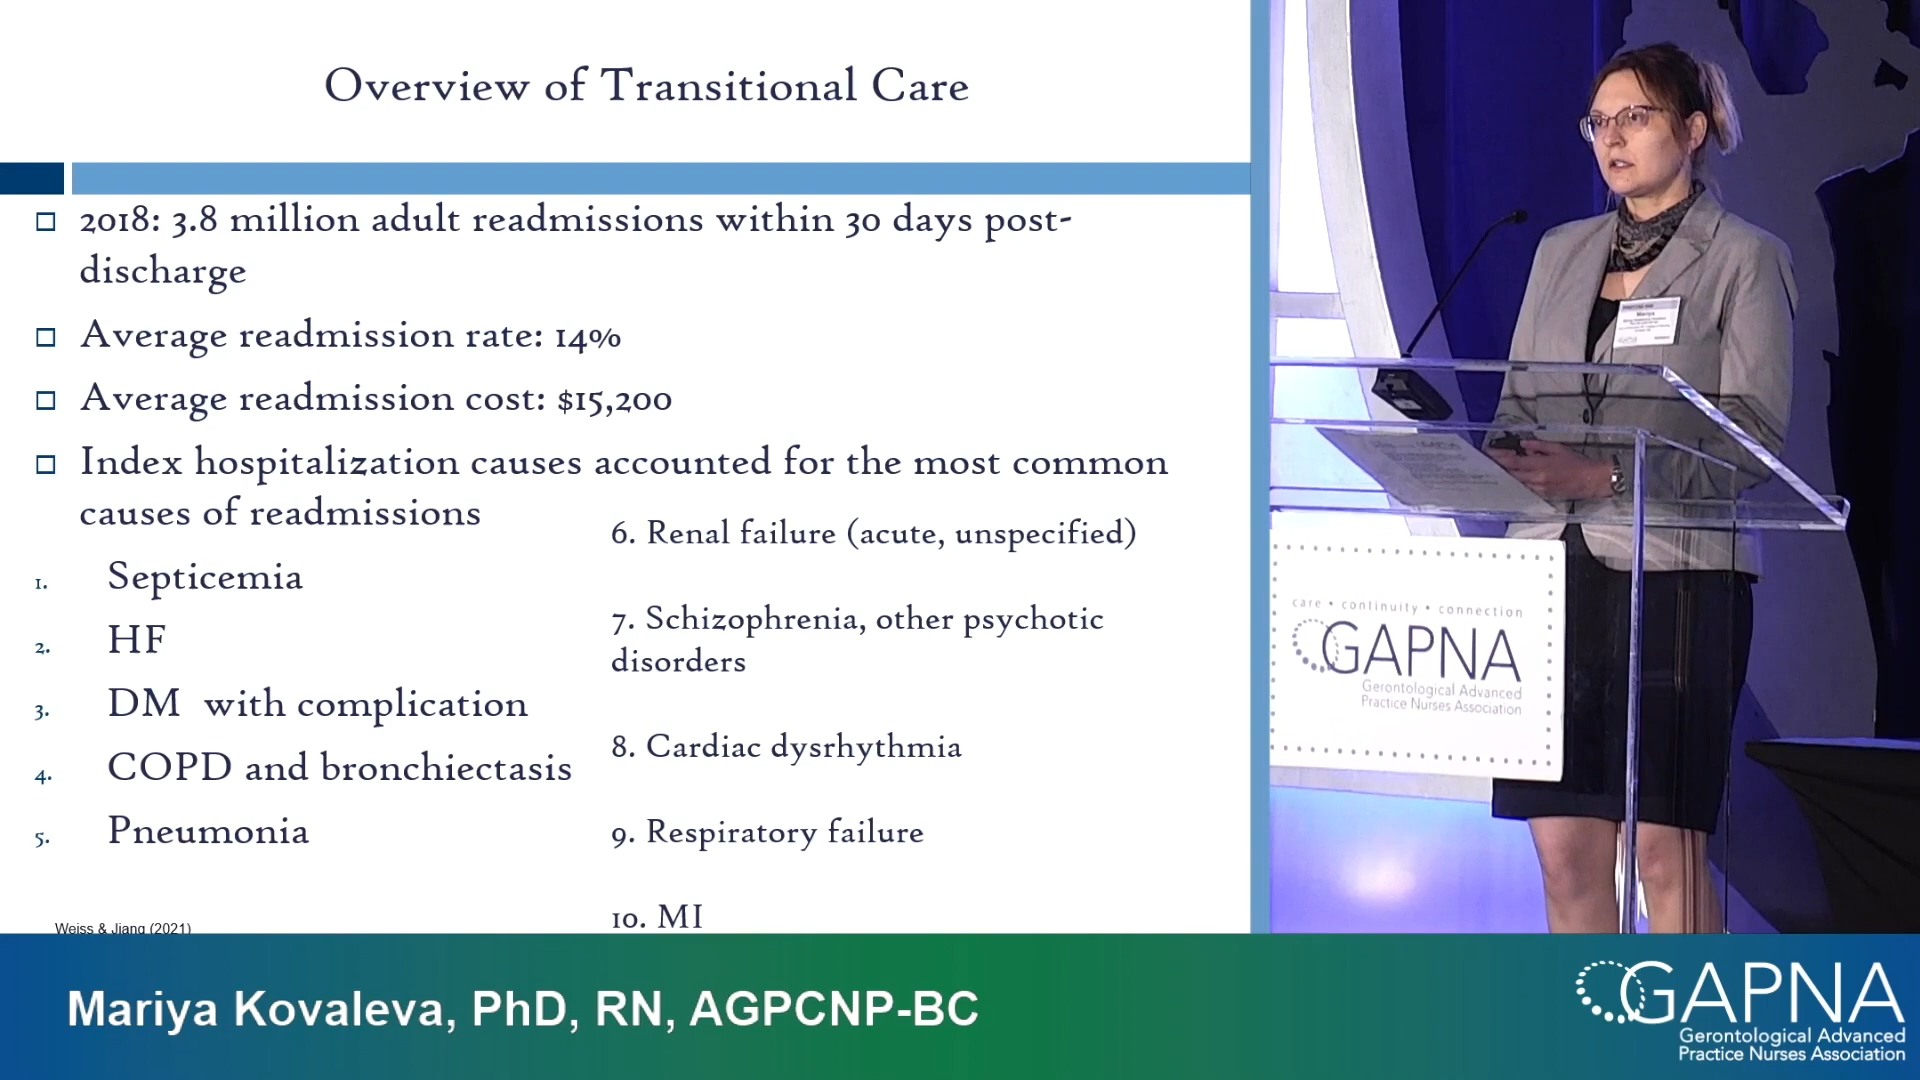 Overview of Transitional Care
2018: 3.8 million adult readmissions within 30 days post-
discharge
Average readmission rate: 14%
Average readmission cost: $15,200
Index hospitalization causes accounted for the most common
causes of readmissions
1. Septicemia
2. HF
3. DM with complication
4. COPD and bronchiectasis
5. Pneumonia
6. Renal failure (acute, unspecified)
7. Schizophrenia, other psychotic
disorders
8. Cardiac dysrhythmia
9. Respiratory failure
10. MI
Weiss & Jiang (2021)
Mariya
care • continuity • connection
GAPNA
Gerontological Advanced
Practice Nurses Association
Mariya Kovaleva, PhD, RN, AGPCNP-BC
GAPNA
Gerontological Advanced
Practice Nurses Association